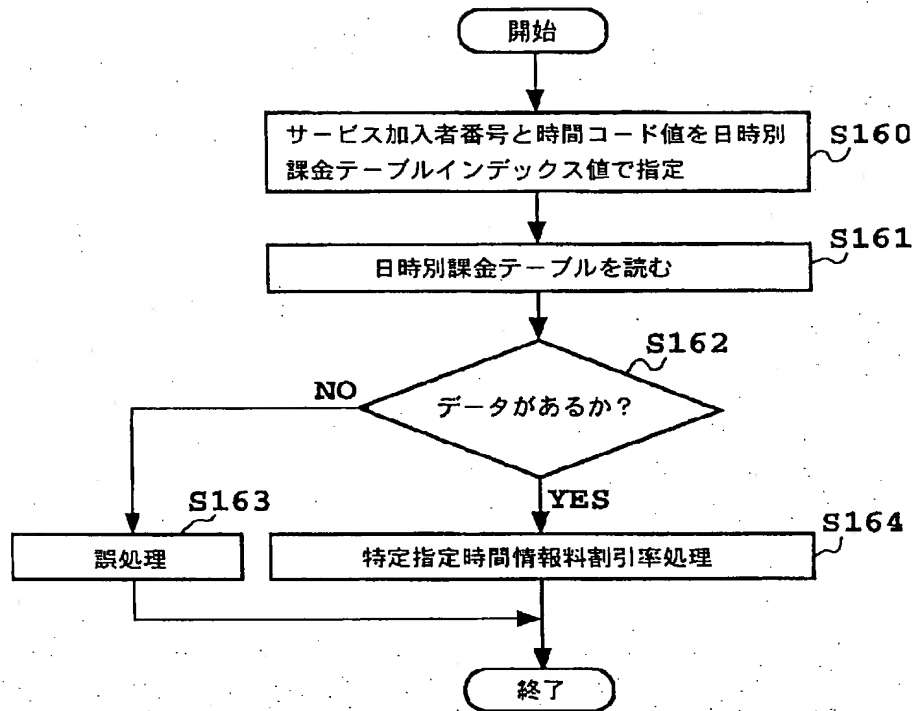 開始
サービス加入者番号と時間コード値を日時別
課金テーブルインデックス値で指定
S160
日時別課金テーブルを読む
S161
データがあるか?
S162
NO
YES
誤処理
S163
特定指定時間情報料割引率処理
S164
終了